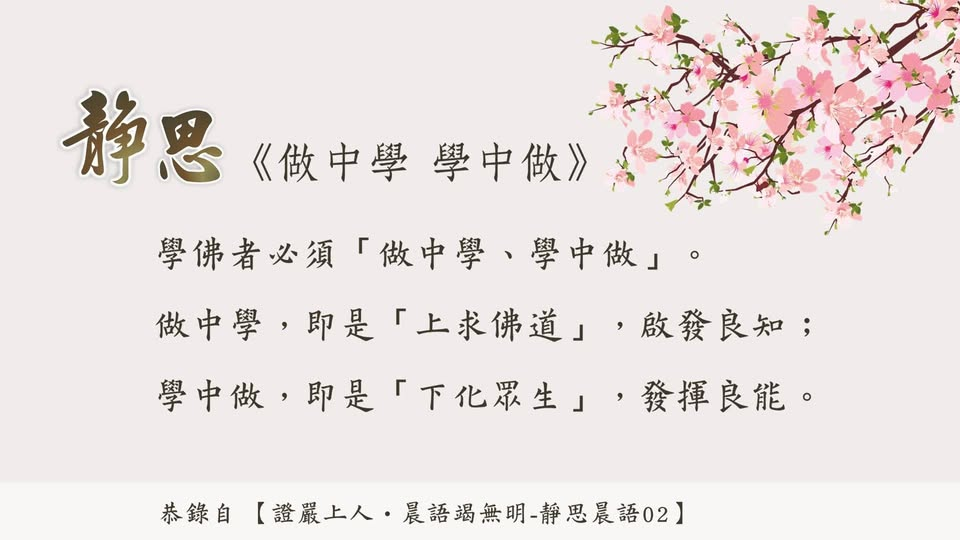 靜思《做中學 學中做》
學佛者必須「做中學、學中做」。
做中學，即是「上求佛道」，啟發良知；
學中做，即是「下化眾生」，發揮良能。
恭錄自 【證嚴上人・晨語竭無明-靜思晨語02】